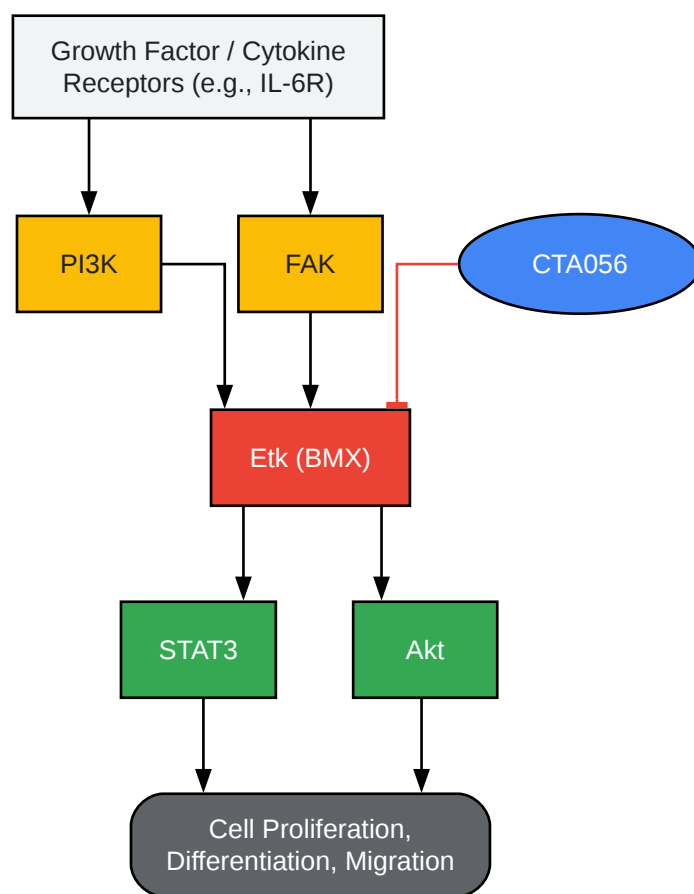 Growth Factor / Cytokine
Receptors (e.g., IL-6R)
PI3K
FAK
CTA056
Etk (BMX)
STAT3
Akt
Cell Proliferation,
Differentiation, Migration